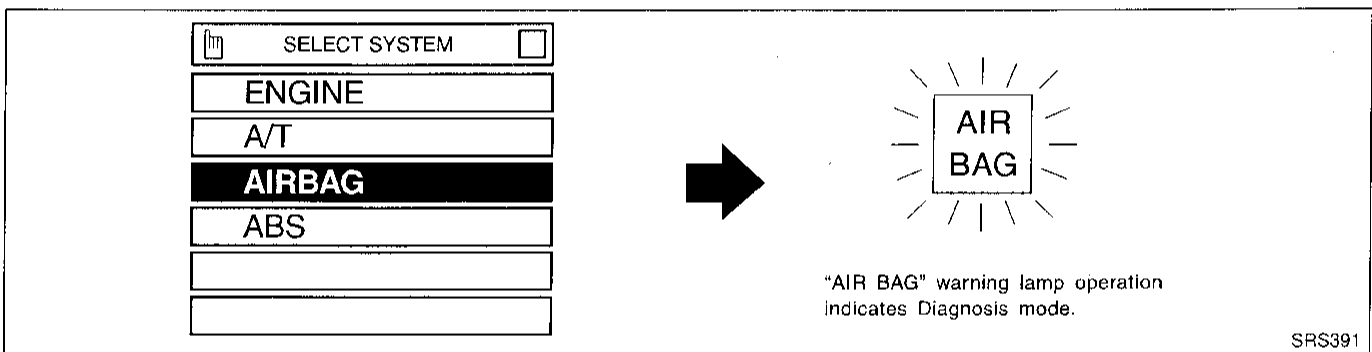 SELECT SYSTEM
ENGINE
A/T
AIRBAG
ABS
AIR
BAG
"AIR BAG" warning lamp operation
indicates Diagnosis mode.
SRS391